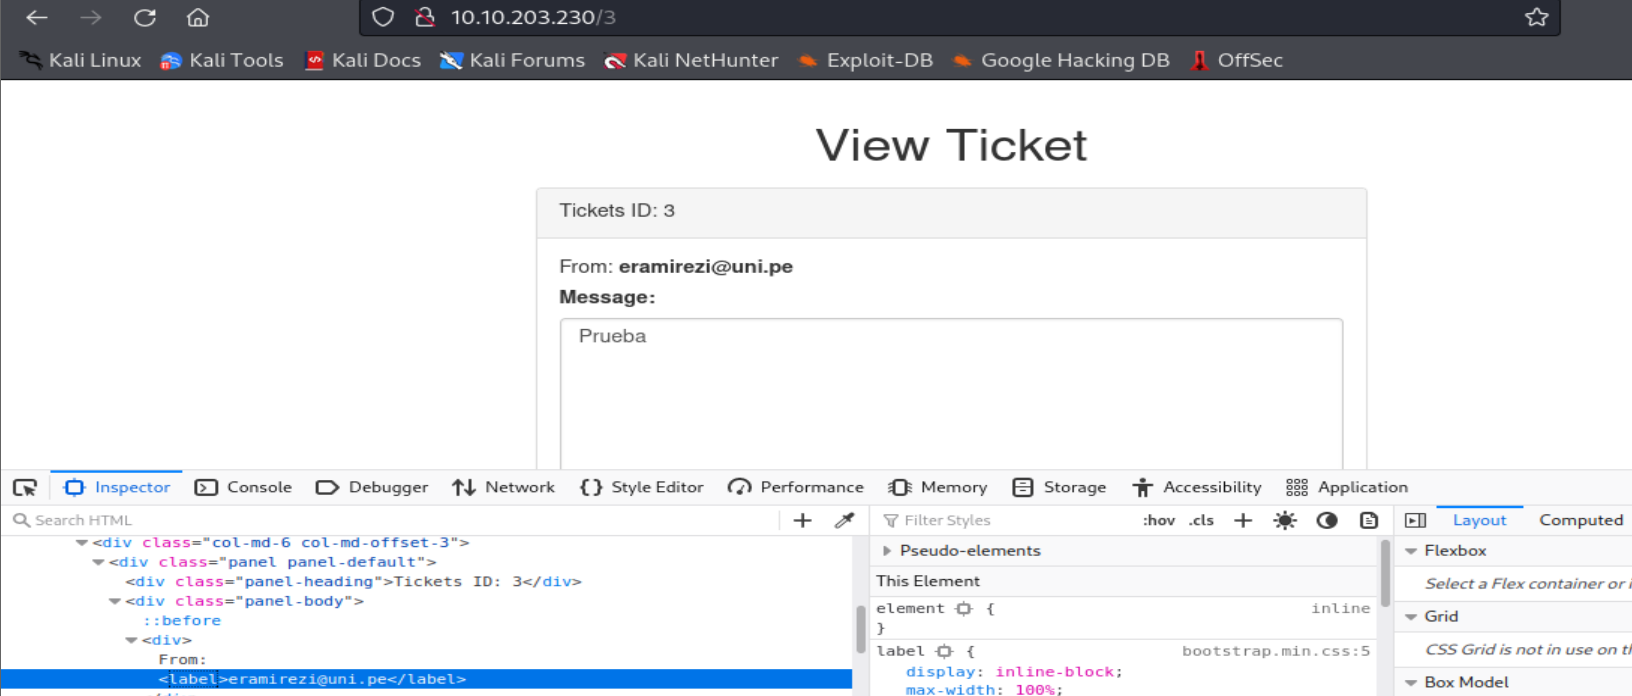 10.10.203.230/3
Kali Linux Kali Tools Kali Docs Kali Forums Kali NetHunter Exploit-DB Google Hacking DB OffSec
View Ticket
Tickets ID: 3
From: eramirezi@uni.pe
Message:
Prueba
Inspector Console Debugger Network Style Editor Performance Memory Storage Accessibility Application
Search HTML
<div class="col-md-6 col-md-offset-3">
<div class="panel panel-default">
<div class="panel-heading">Tickets ID: 3</div>
<div class="panel-body">
::before
<div>
From:
<label>eramirezi@uni.pe</label>
Filter Styles :hov .cls
Pseudo-elements
This Element
element { inline
}
label { bootstrap.min.css:5
display: inline-block;
max-width: 100%;
Layout Computed
Flexbox
Select a Flex container or i
Grid
CSS Grid is not in use on th
Box Model